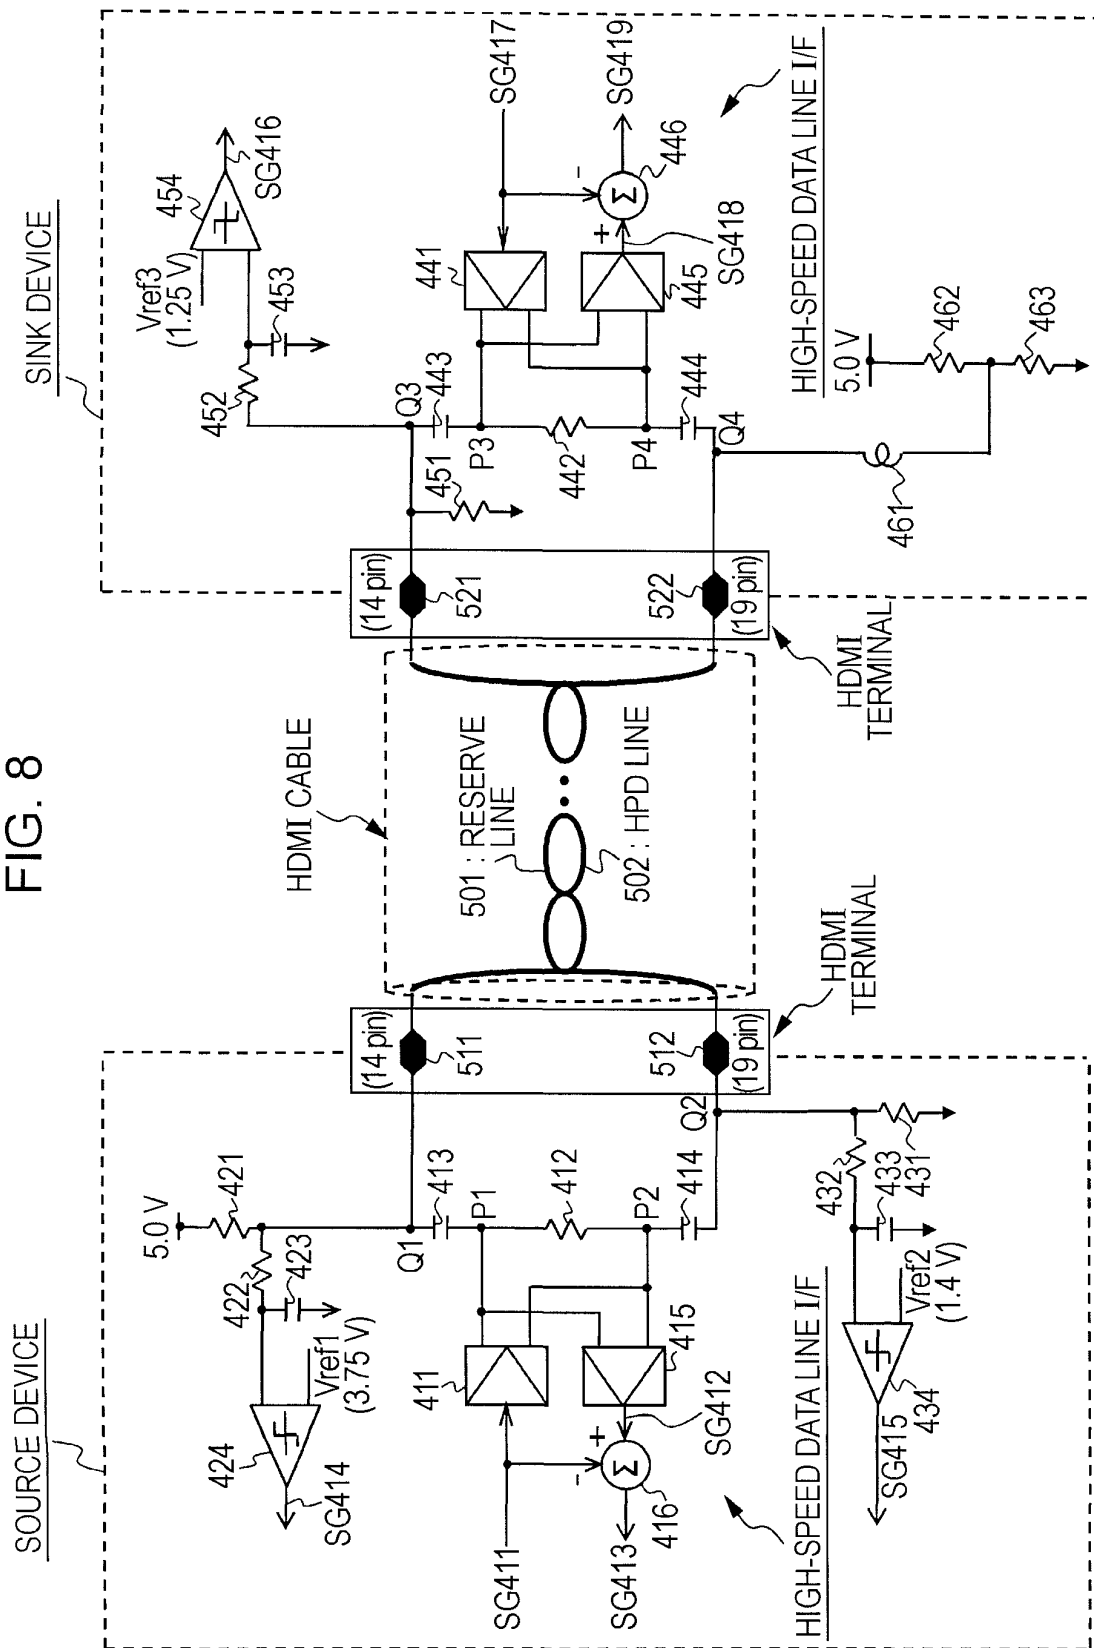 FIG. 8
SOURCE DEVICE
HDMI CABLE
SINK DEVICE
5.0 V
421
422
423
424
Vref1
(3.75 V)
SG414
Q1
413
P1
412
P2
414
Q2
411
415
SG411
SG412
416
SG413
+
-
Σ
HIGH-SPEED DATA LINE I/F
432
433
431
Vref2
(1.4 V)
434
SG415
(14 pin)
511
512
(19 pin)
HDMI
TERMINAL
501 : RESERVE
LINE
502 : HPD LINE
(14 pin)
521
522
(19 pin)
HDMI
TERMINAL
Vref3
(1.25 V)
454
SG416
453
452
451
Q3
443
P3
442
P4
444
Q4
441
445
SG417
SG418
446
SG419
+
-
Σ
HIGH-SPEED DATA LINE I/F
5.0 V
462
463
461